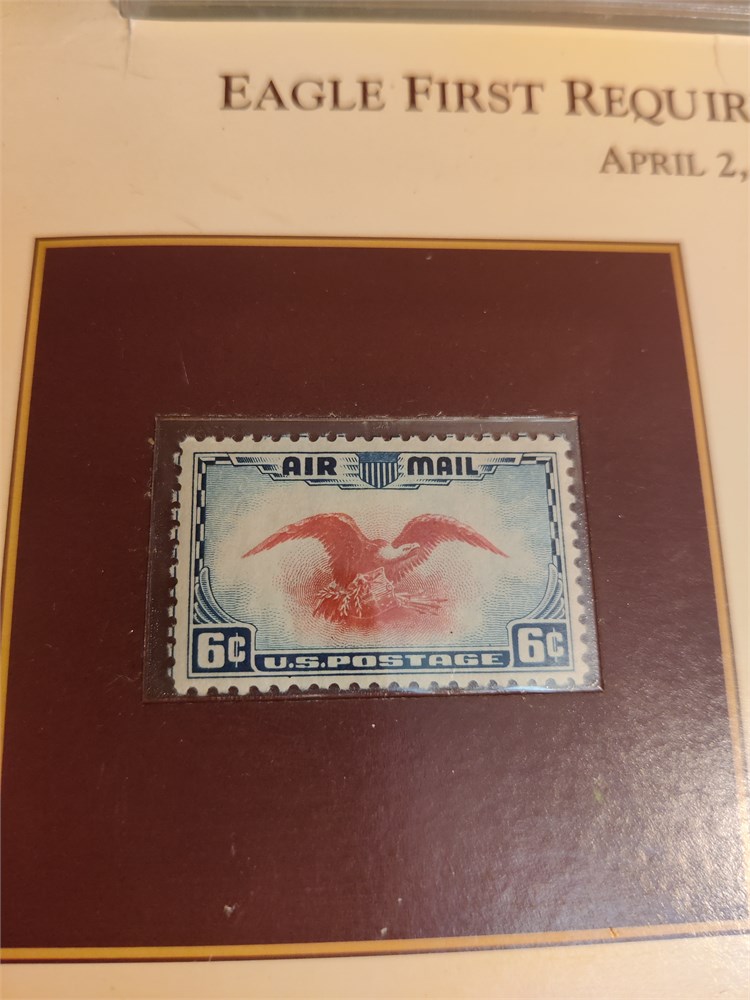 EAGLE FIRST REQUIR
APRIL 2,
AIR MAIL
6¢ U.S.POSTAGE 6¢